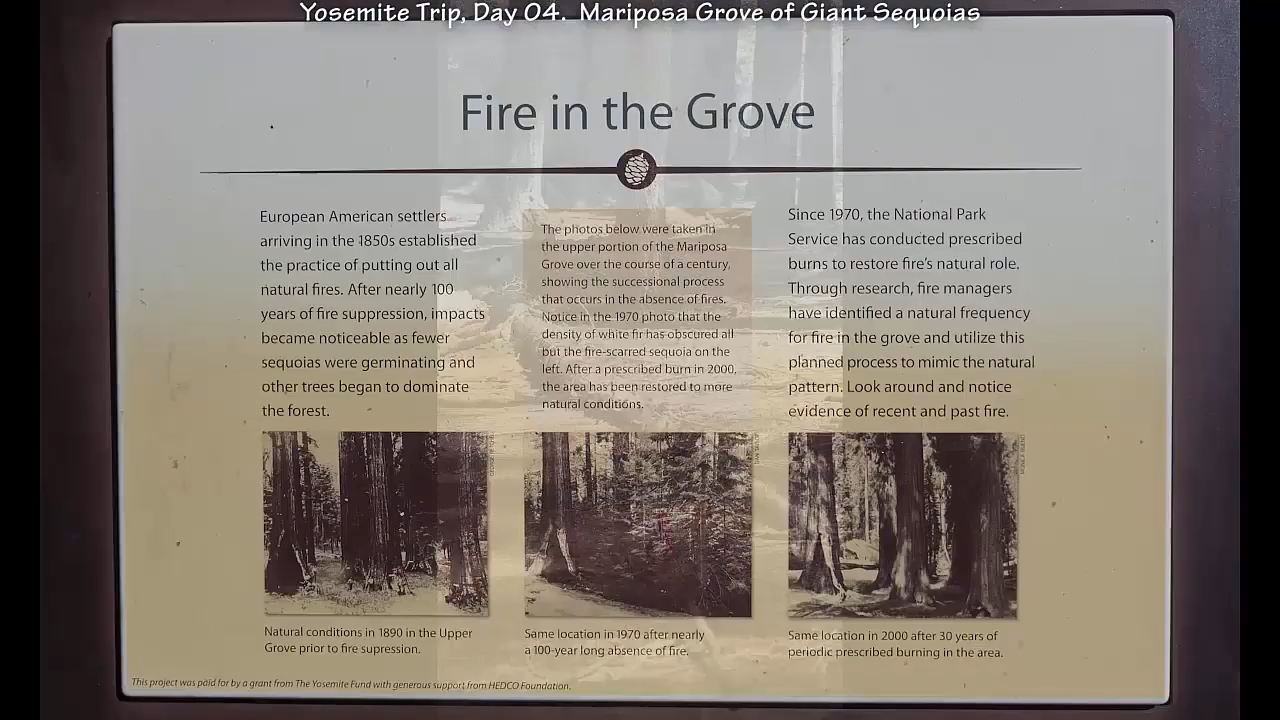 Yosemite Trip, Day 04. Mariposa Grove of Giant Sequoias
Fire in the Grove
European American settlers
arriving in the 1850s established
the practice of putting out all
natural fires. After nearly 100
years of fire suppression, impacts
became noticeable as fewer
sequoias were germinating and
other trees began to dominate
the forest.
The photos below were taken in
the upper portion of the Mariposa
Grove over the course of a century,
showing the successional process
that occurs in the absence of fires.
Notice in the 1970 photo that the
density of white fir has obscured all
but the fire-scarred sequoia on the
left. After a prescribed burn in 2000,
the area has been restored to more
natural conditions.
Since 1970, the National Park
Service has conducted prescribed
burns to restore fire's natural role.
Through research, fire managers
have identified a natural frequency
for fire in the grove and utilize this
planned process to mimic the natural
pattern. Look around and notice
evidence of recent and past fire.
Natural conditions in 1890 in the Upper
Grove prior to fire supression.
Same location in 1970 after nearly
a 100-year long absence of fire.
Same location in 2000 after 30 years of
periodic prescribed burning in the area.
This project was paid for by a grant from The Yosemite Fund with generous support from HEDCO Foundation.